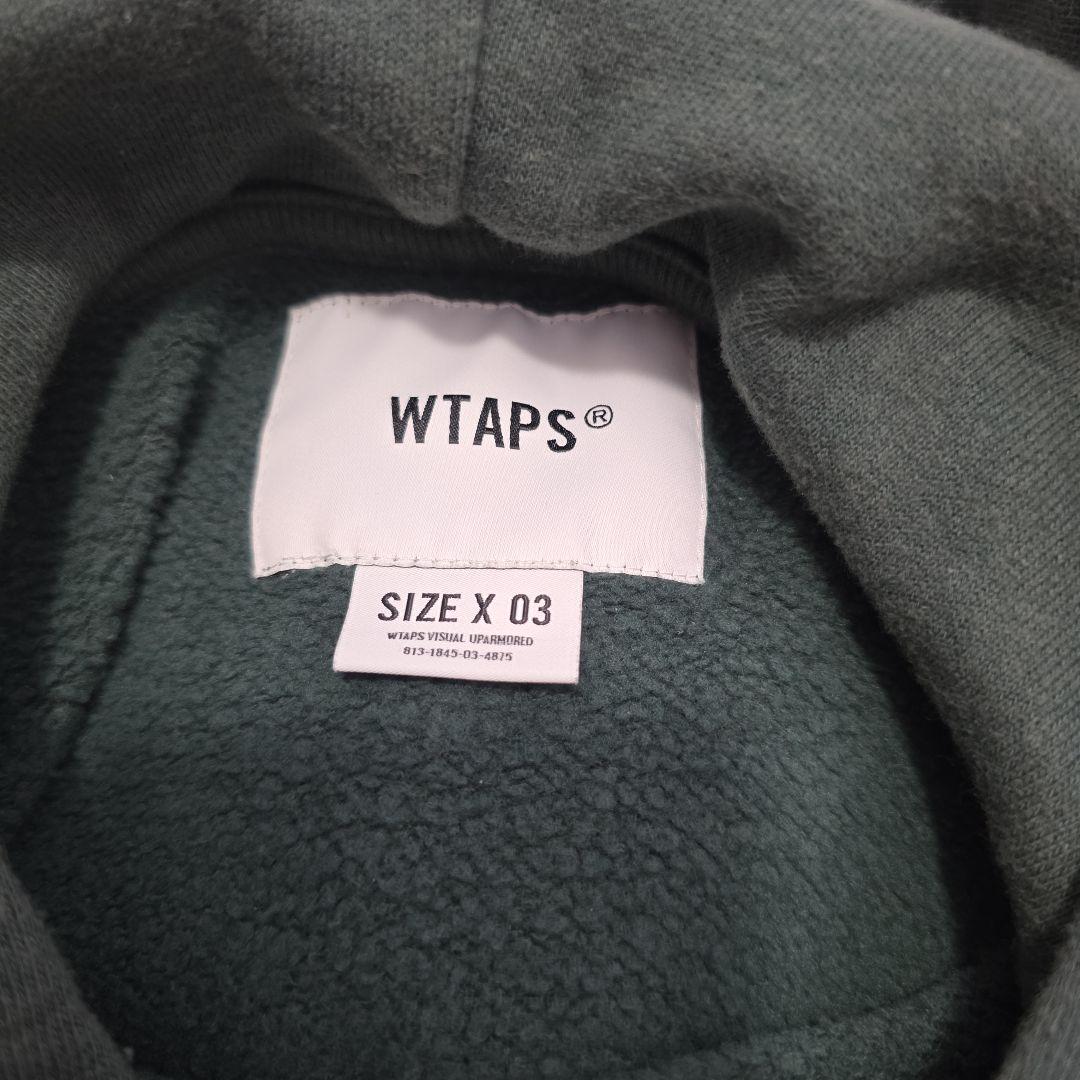 WTAPS®
SIZE X 03
WTAPS VISUAL UPARMORED
813-1845-03-4875